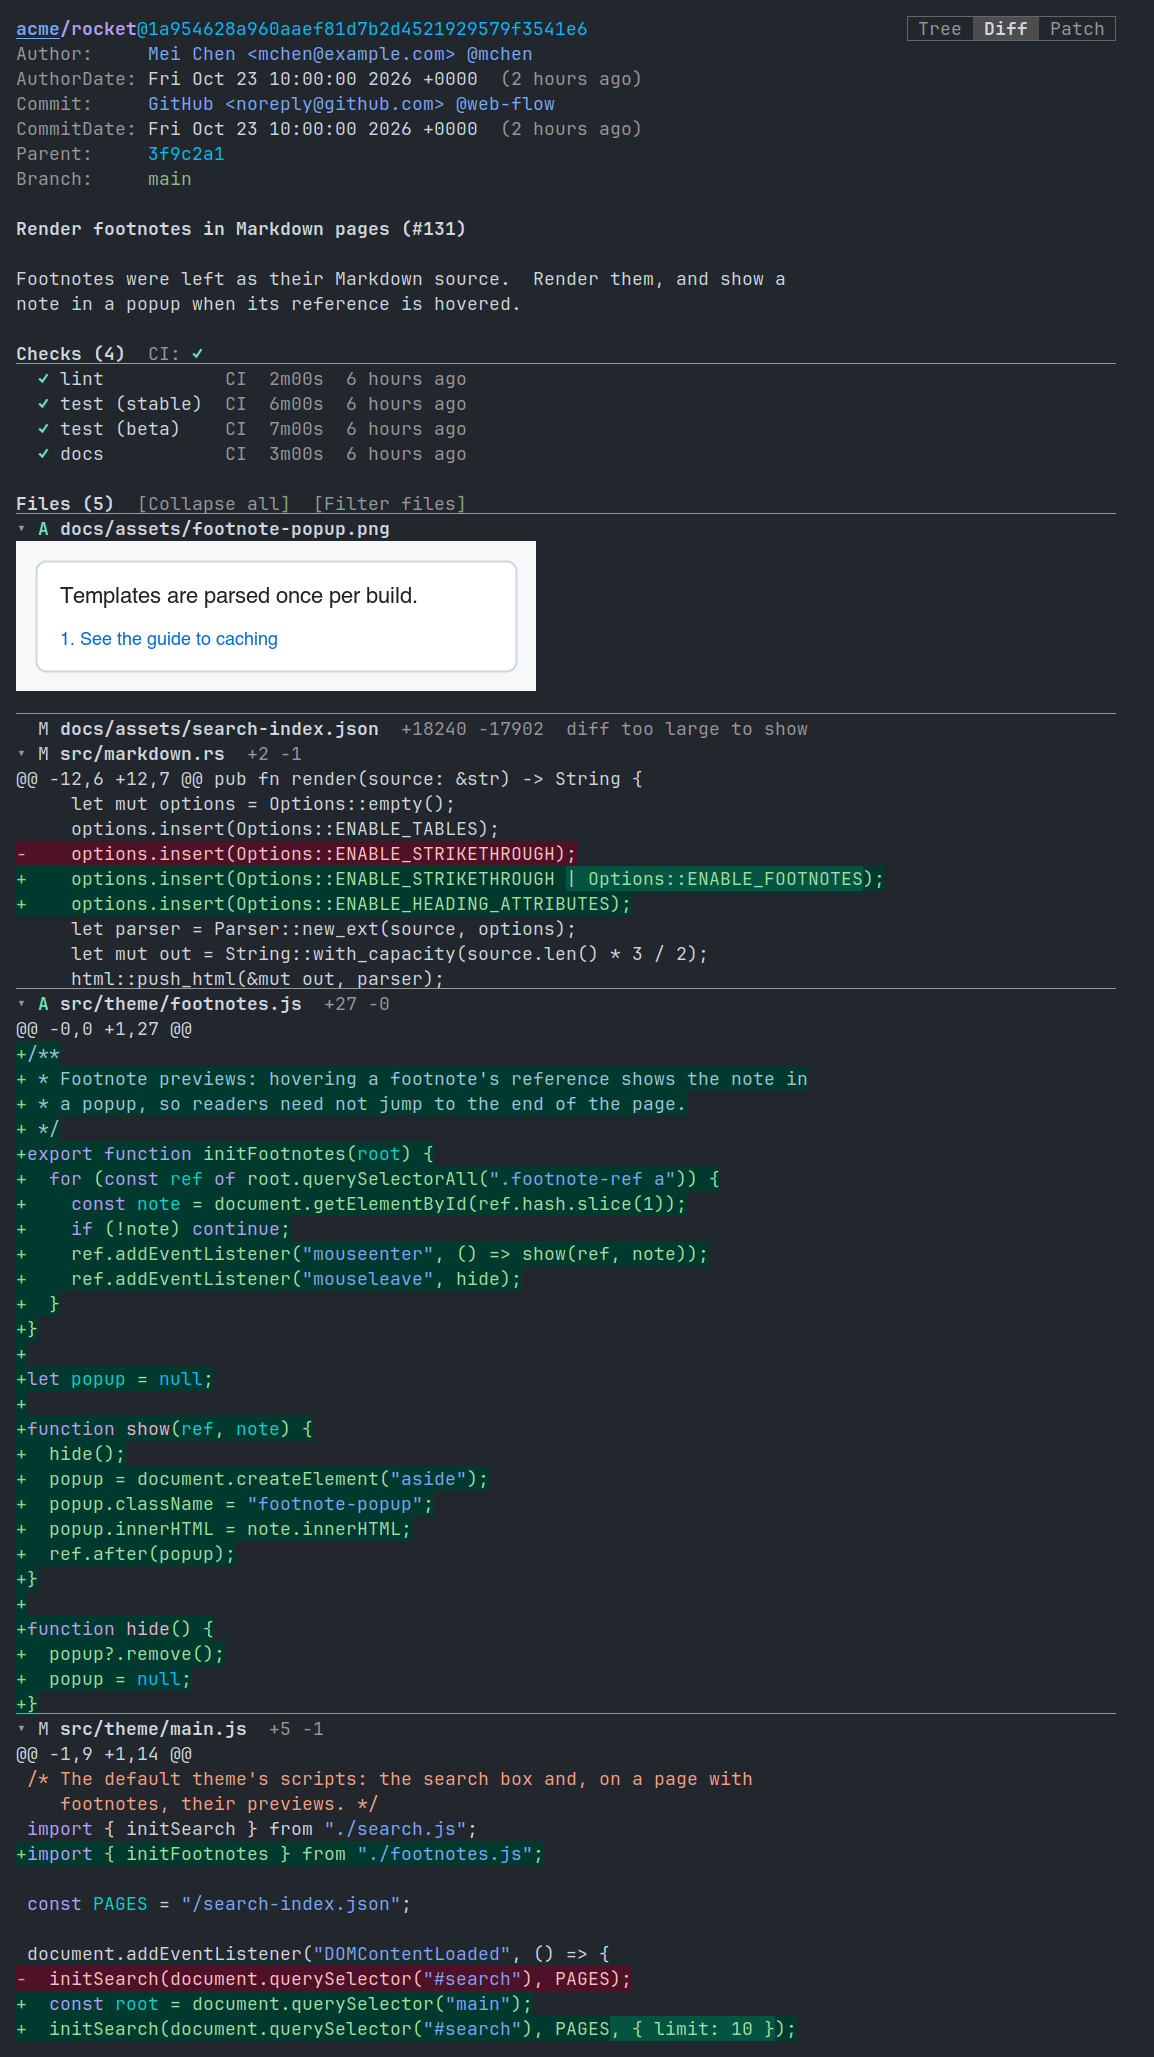 acme/rocket@1a954628a960aaef81d7b2d4521929579f3541e6 Tree Diff Patch
Author:     Mei Chen <mchen@example.com> @mchen
AuthorDate: Fri Oct 23 10:00:00 2026 +0000  (2 hours ago)
Commit:     GitHub <noreply@github.com> @web-flow
CommitDate: Fri Oct 23 10:00:00 2026 +0000  (2 hours ago)
Parent:     3f9c2a1
Branch:     main
Render footnotes in Markdown pages (#131)
Footnotes were left as their Markdown source.  Render them, and show a
note in a popup when its reference is hovered.
Checks (4)  CI: ✓
✓ lint           CI  2m00s  6 hours ago
✓ test (stable)  CI  6m00s  6 hours ago
✓ test (beta)    CI  7m00s  6 hours ago
✓ docs           CI  3m00s  6 hours ago
Files (5)  [Collapse all]  [Filter files]
▾ A docs/assets/footnote-popup.png
Templates are parsed once per build.
1. See the guide to caching
  M docs/assets/search-index.json  +18240 -17902  diff too large to show
▾ M src/markdown.rs  +2 -1
@@ -12,6 +12,7 @@ pub fn render(source: &str) -> String {
     let mut options = Options::empty();
     options.insert(Options::ENABLE_TABLES);
-    options.insert(Options::ENABLE_STRIKETHROUGH);
+    options.insert(Options::ENABLE_STRIKETHROUGH | Options::ENABLE_FOOTNOTES);
+    options.insert(Options::ENABLE_HEADING_ATTRIBUTES);
     let parser = Parser::new_ext(source, options);
     let mut out = String::with_capacity(source.len() * 3 / 2);
     html::push_html(&mut out, parser);
▾ A src/theme/footnotes.js  +27 -0
@@ -0,0 +1,27 @@
+/**
+ * Footnote previews: hovering a footnote's reference shows the note in
+ * a popup, so readers need not jump to the end of the page.
+ */
+export function initFootnotes(root) {
+  for (const ref of root.querySelectorAll(".footnote-ref a")) {
+    const note = document.getElementById(ref.hash.slice(1));
+    if (!note) continue;
+    ref.addEventListener("mouseenter", () => show(ref, note));
+    ref.addEventListener("mouseleave", hide);
+  }
+}
+
+let popup = null;
+
+function show(ref, note) {
+  hide();
+  popup = document.createElement("aside");
+  popup.className = "footnote-popup";
+  popup.innerHTML = note.innerHTML;
+  ref.after(popup);
+}
+
+function hide() {
+  popup?.remove();
+  popup = null;
+}
▾ M src/theme/main.js  +5 -1
@@ -1,9 +1,14 @@
 /* The default theme's scripts: the search box and, on a page with
    footnotes, their previews. */
 import { initSearch } from "./search.js";
+import { initFootnotes } from "./footnotes.js";
 const PAGES = "/search-index.json";
 document.addEventListener("DOMContentLoaded", () => {
-  initSearch(document.querySelector("#search"), PAGES);
+  const root = document.querySelector("main");
+  initSearch(document.querySelector("#search"), PAGES, { limit: 10 });